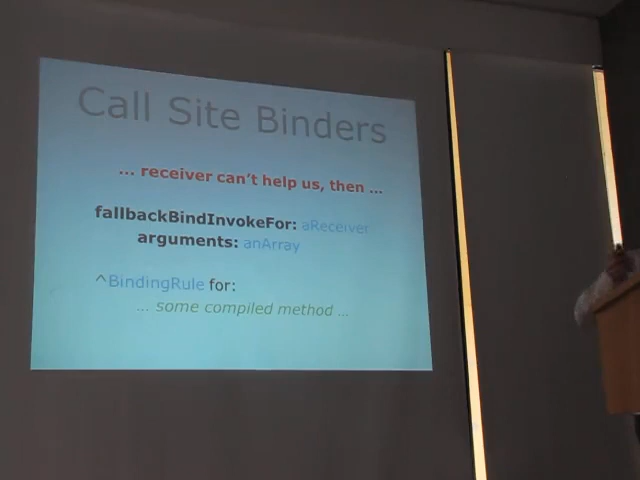 Call Site Binders
... receiver can't help us, then ...
fallbackBindInvokeFor: aReceiver
arguments: anArray
^BindingRule for:
... some compiled method ...